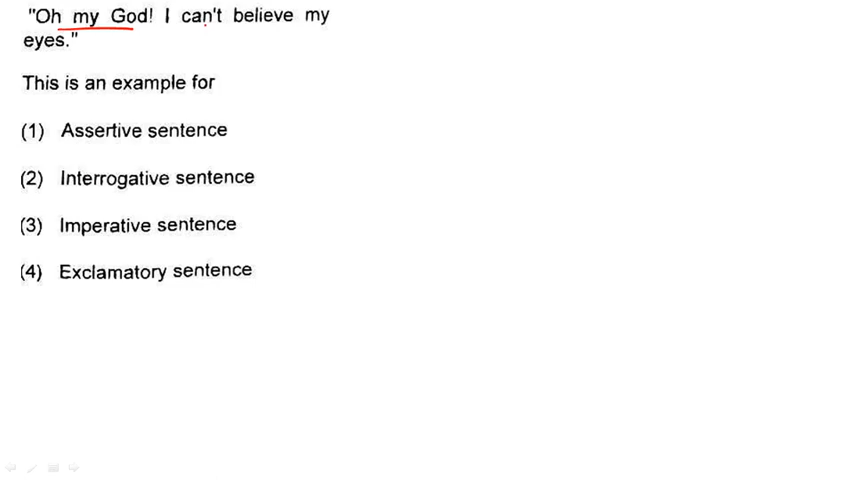 "Oh my God! I can't believe my
eyes."
This is an example for
(1) Assertive sentence
(2) Interrogative sentence
(3) Imperative sentence
(4) Exclamatory sentence